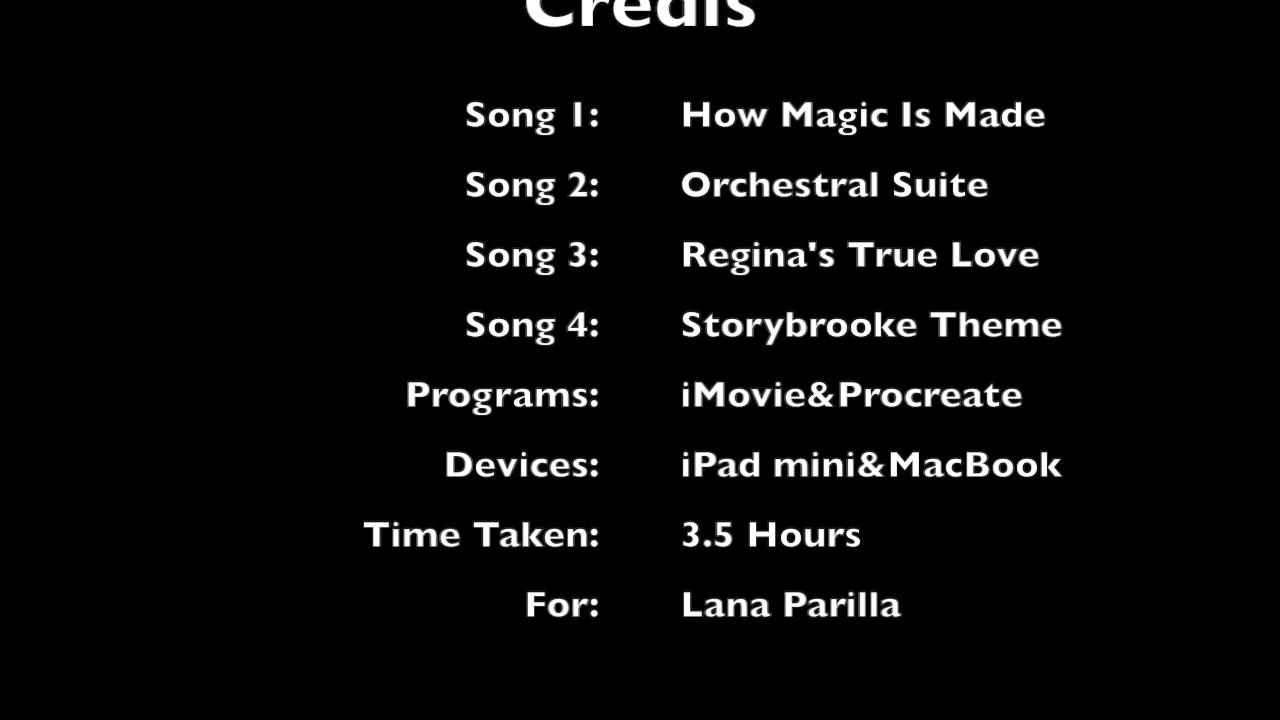 Credis
Song 1: How Magic Is Made
Song 2: Orchestral Suite
Song 3: Regina's True Love
Song 4: Storybrooke Theme
Programs: iMovie&Procreate
Devices: iPad mini&MacBook
Time Taken: 3.5 Hours
For: Lana Parilla